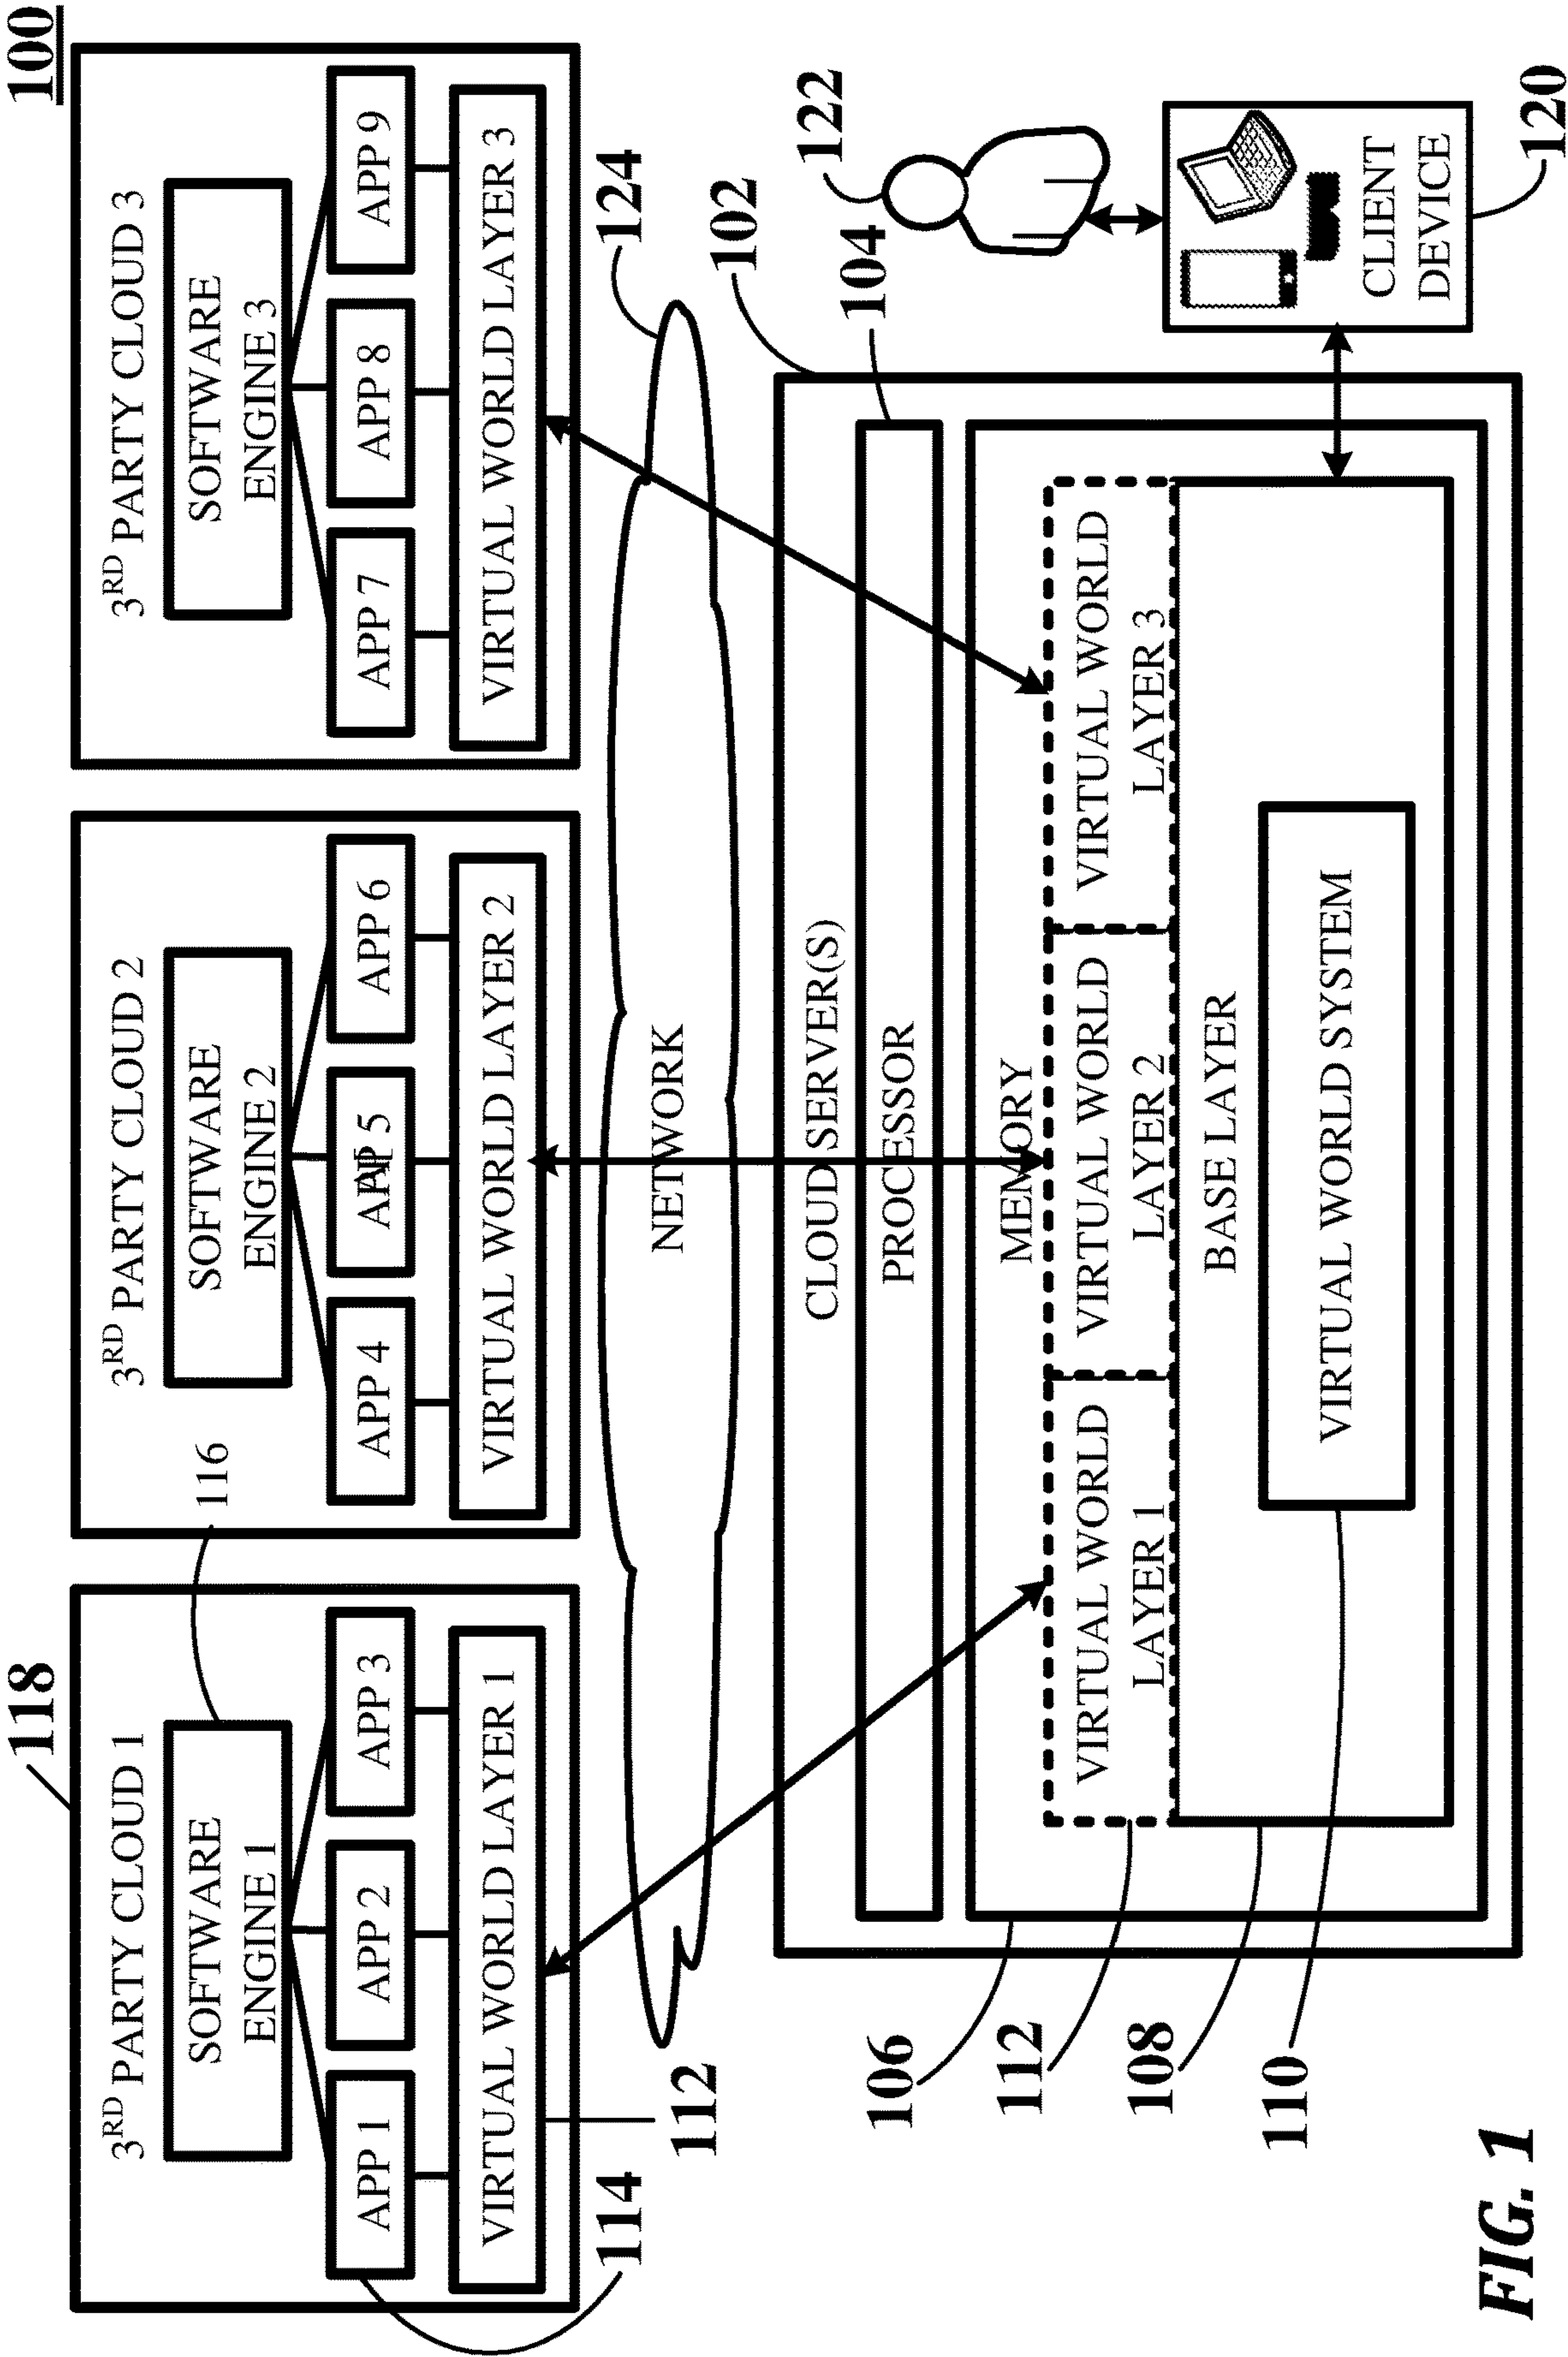 100
118
3RD PARTY CLOUD 1
SOFTWARE
ENGINE 1
116
APP 1
APP 2
APP 3
VIRTUAL WORLD LAYER 1
114
112
3RD PARTY CLOUD 2
SOFTWARE
ENGINE 2
APP 4
APP 5
APP 6
VIRTUAL WORLD LAYER 2
3RD PARTY CLOUD 3
SOFTWARE
ENGINE 3
APP 7
APP 8
APP 9
VIRTUAL WORLD LAYER 3
NETWORK
124
CLOUD SERVER(S)
102
PROCESSOR
104
MEMORY
106
VIRTUAL WORLD
LAYER 1
VIRTUAL WORLD
LAYER 2
VIRTUAL WORLD
LAYER 3
112
BASE LAYER
108
VIRTUAL WORLD SYSTEM
110
122
CLIENT
DEVICE
120
FIG. 1